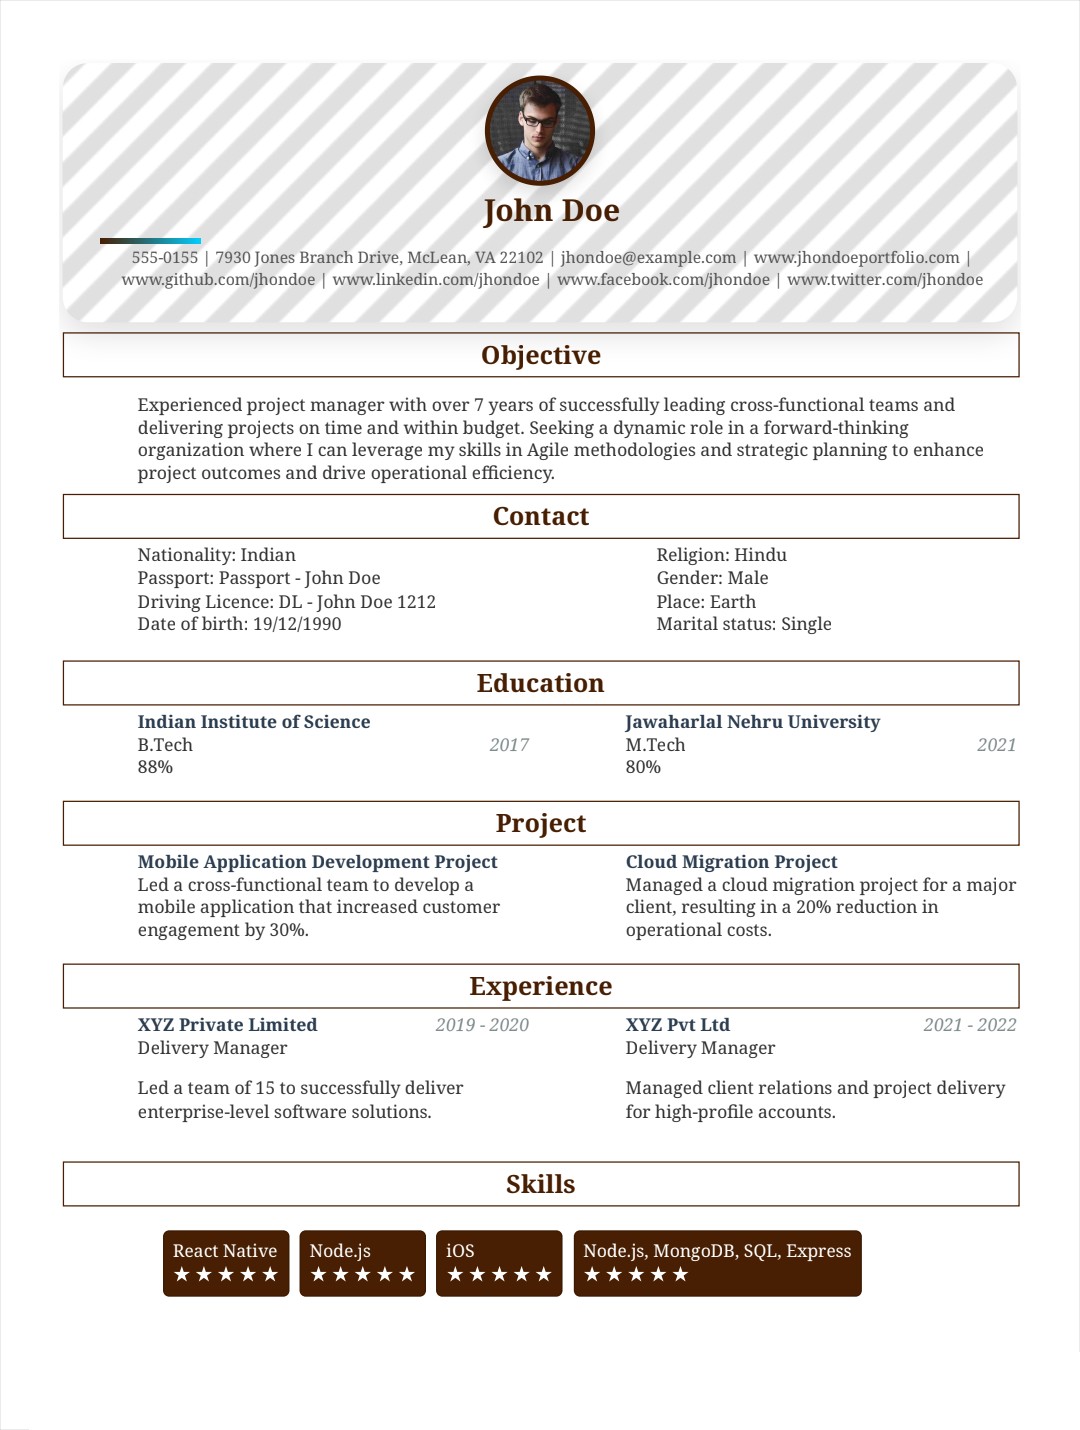 John Doe
555-0155 | 7930 Jones Branch Drive, McLean, VA 22102 | jhondoe@example.com | www.jhondoeportfolio.com |
www.github.com/jhondoe | www.linkedin.com/jhondoe | www.facebook.com/jhondoe | www.twitter.com/jhondoe
Objective
Experienced project manager with over 7 years of successfully leading cross-functional teams and
delivering projects on time and within budget. Seeking a dynamic role in a forward-thinking
organization where I can leverage my skills in Agile methodologies and strategic planning to enhance
project outcomes and drive operational efficiency.
Contact
Nationality: Indian
Passport: Passport - John Doe
Driving Licence: DL - John Doe 1212
Date of birth: 19/12/1990
Religion: Hindu
Gender: Male
Place: Earth
Marital status: Single
Education
Indian Institute of Science
B.Tech 2017
88%
Jawaharlal Nehru University
M.Tech 2021
80%
Project
Mobile Application Development Project
Led a cross-functional team to develop a
mobile application that increased customer
engagement by 30%.
Cloud Migration Project
Managed a cloud migration project for a major
client, resulting in a 20% reduction in
operational costs.
Experience
XYZ Private Limited 2019 - 2020
Delivery Manager
Led a team of 15 to successfully deliver
enterprise-level software solutions.
XYZ Pvt Ltd 2021 - 2022
Delivery Manager
Managed client relations and project delivery
for high-profile accounts.
Skills
React Native
★★★★★
Node.js
★★★★★
iOS
★★★★★
Node.js, MongoDB, SQL, Express
★★★★★